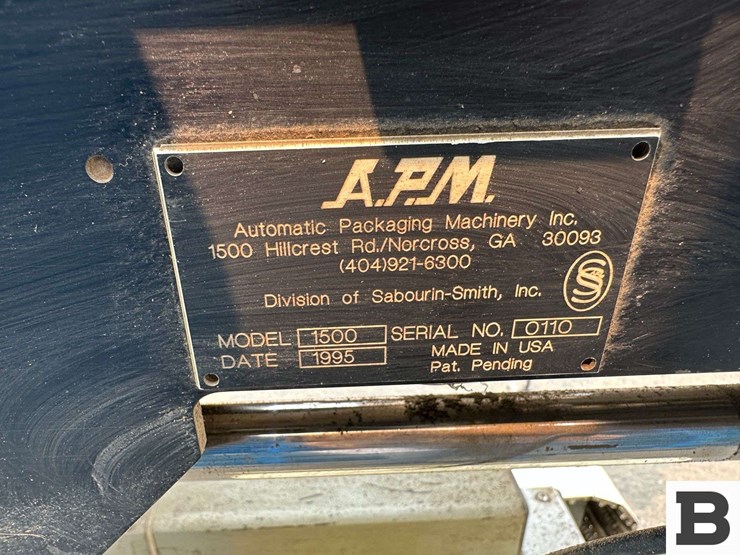 A.P.M.
Automatic Packaging Machinery Inc.
1500 Hillcrest Rd./Norcross, GA 30093
(404)921-6300
Division of Sabourin-Smith, Inc.
MODEL 1500 SERIAL NO. 0110
DATE 1995 MADE IN USA
Pat. Pending
B